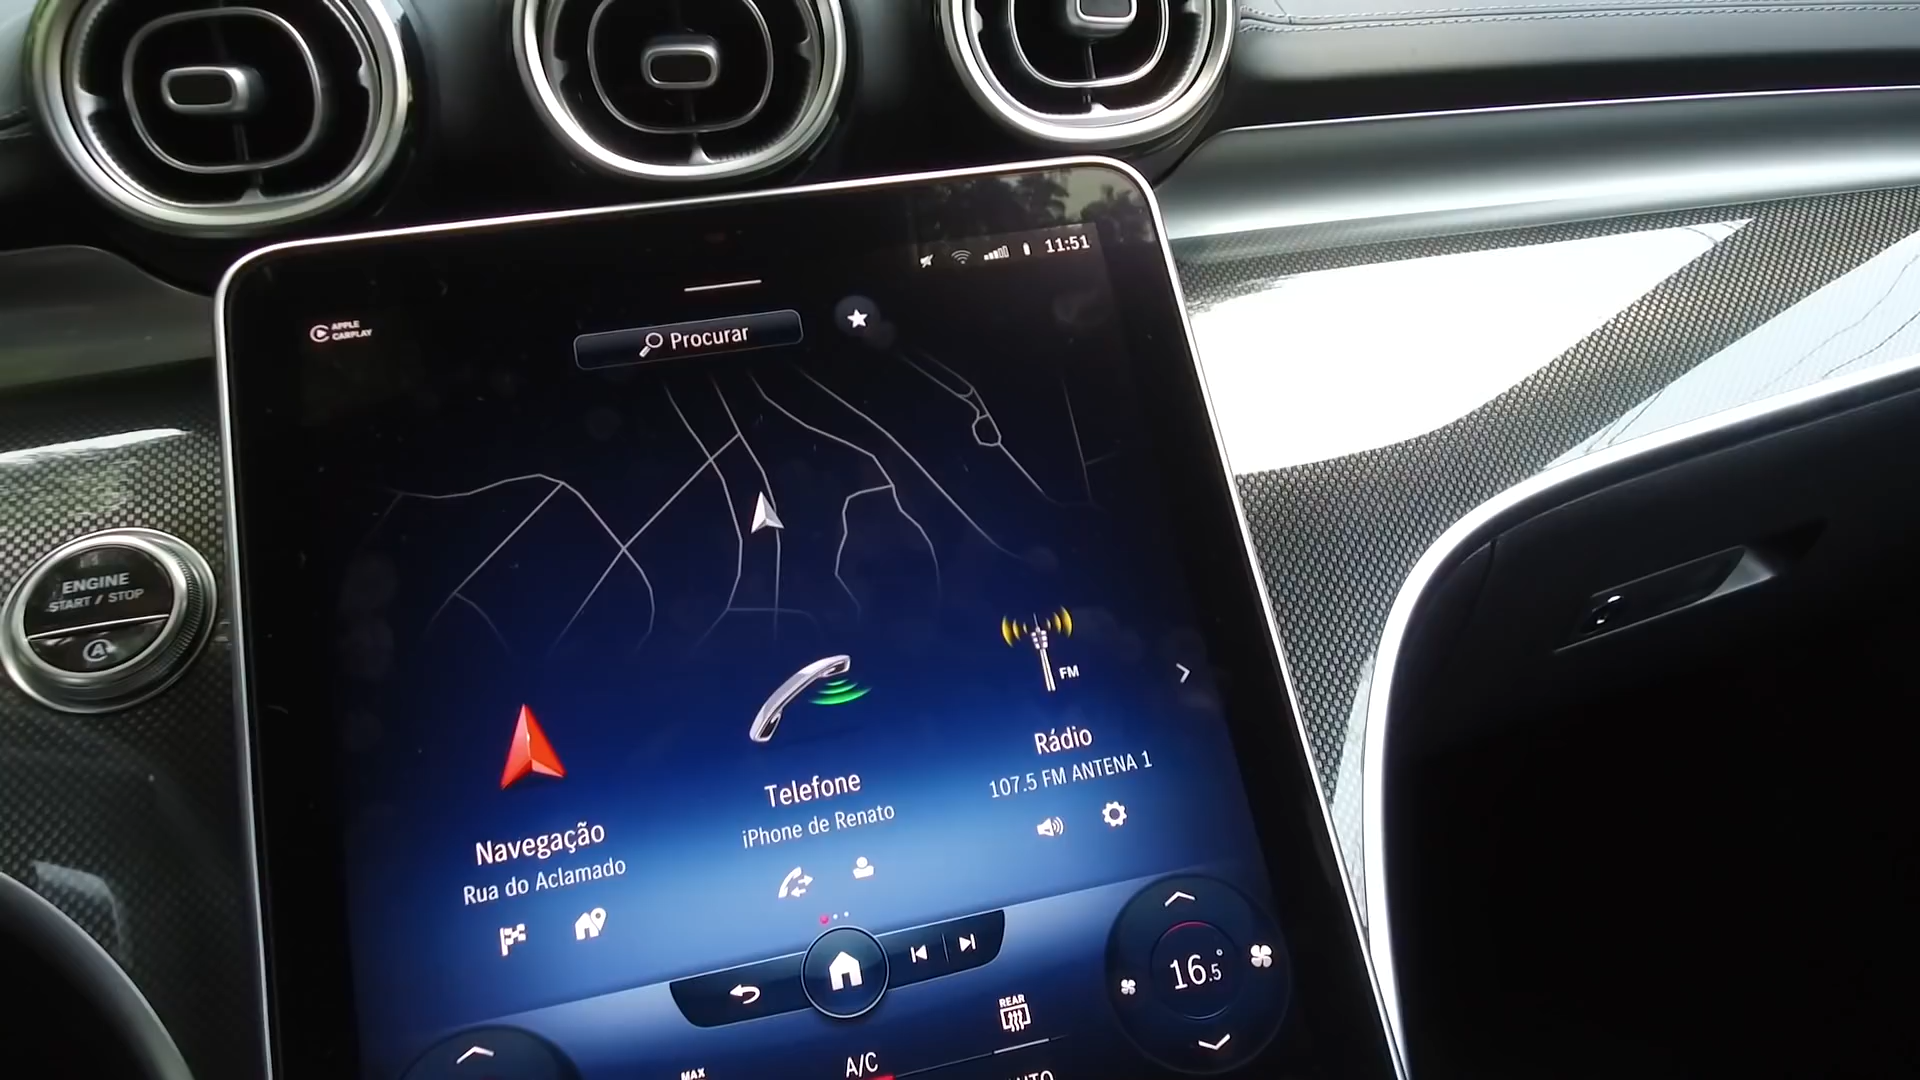 11:51
APPLE
CARPLAY
Procurar
ENGINE
START / STOP
A
FM
Rádio
107.5 FM ANTENA 1
Telefone
iPhone de Renato
Navegação
Rua do Aclamado
16.5°
REAR
A/C
MAX